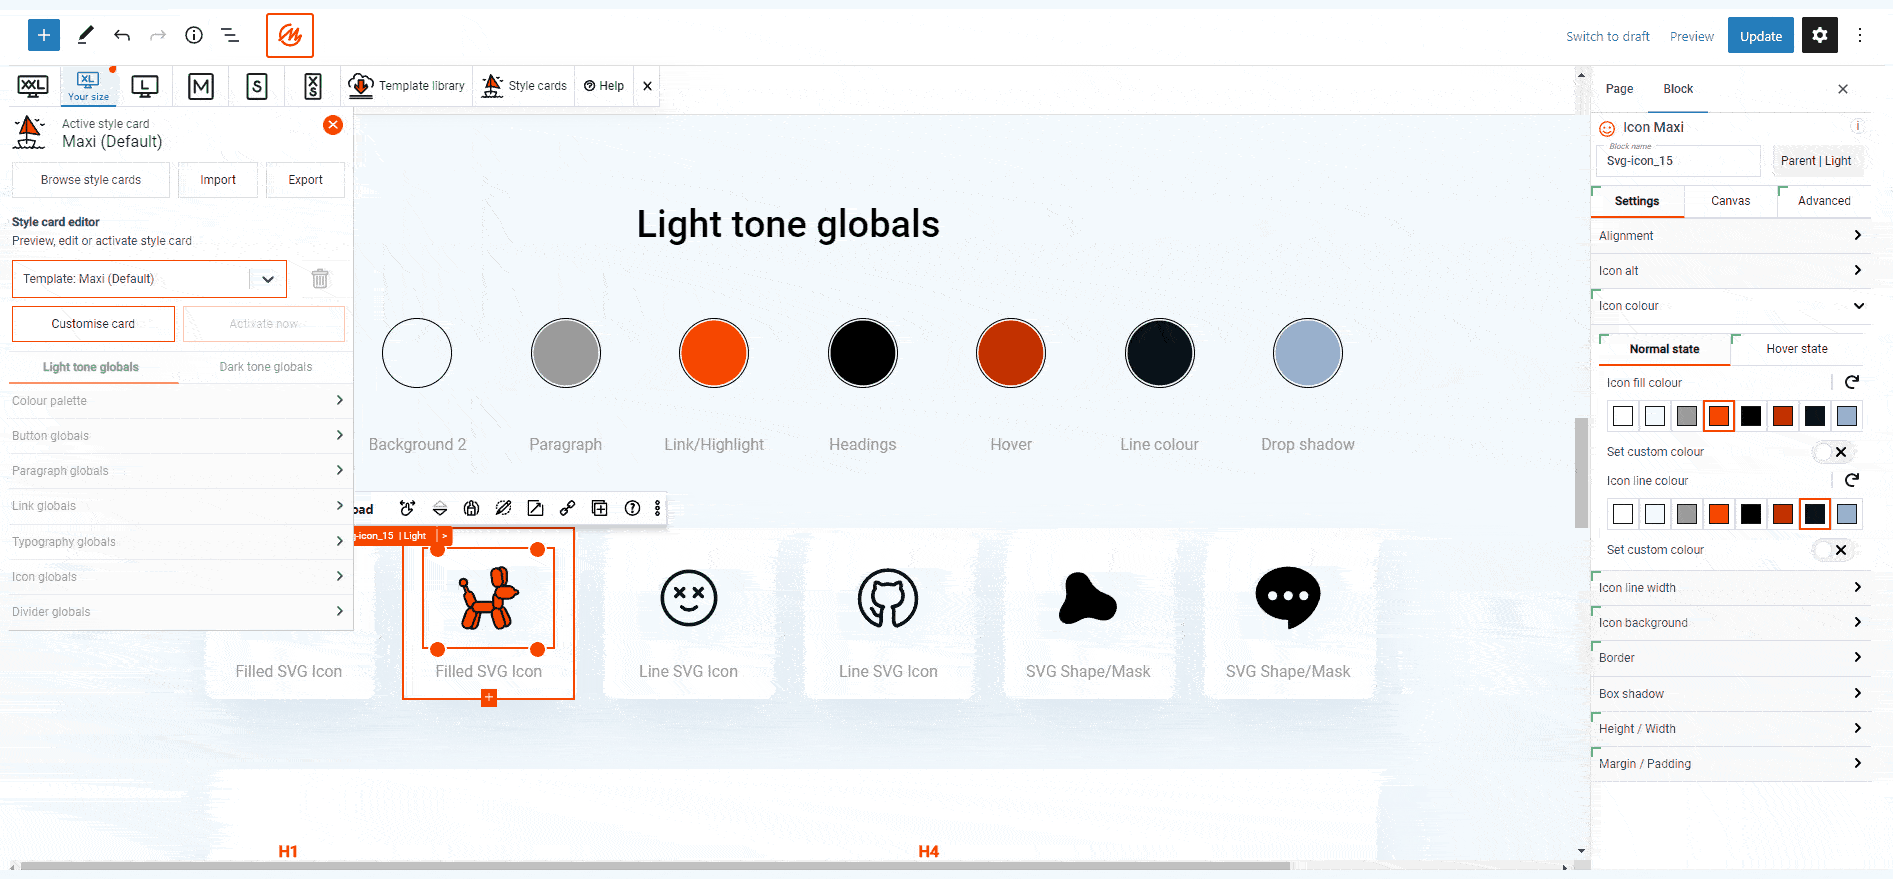 Switch to draft
Preview
Update
XXL
XL
Your size
L
M
S
XS
Template library
Style cards
Help
Active style card
Maxi (Default)
Browse style cards
Import
Export
Style card editor
Preview, edit or activate style card
Template: Maxi (Default)
Customise card
Activate now
Light tone globals
Dark tone globals
Colour palette
Button globals
Paragraph globals
Link globals
Typography globals
Icon globals
Divider globals
Light tone globals
Background 2
Paragraph
Link/Highlight
Headings
Hover
Line colour
Drop shadow
oad
g-icon_15 | Light >
Filled SVG Icon
Filled SVG Icon
Line SVG Icon
Line SVG Icon
SVG Shape/Mask
SVG Shape/Mask
H1
H4
Page
Block
Icon Maxi
Block name
Svg-icon_15
Parent | Light
Settings
Canvas
Advanced
Alignment
Icon alt
Icon colour
Normal state
Hover state
Icon fill colour
Set custom colour
Icon line colour
Set custom colour
Icon line width
Icon background
Border
Box shadow
Height / Width
Margin / Padding